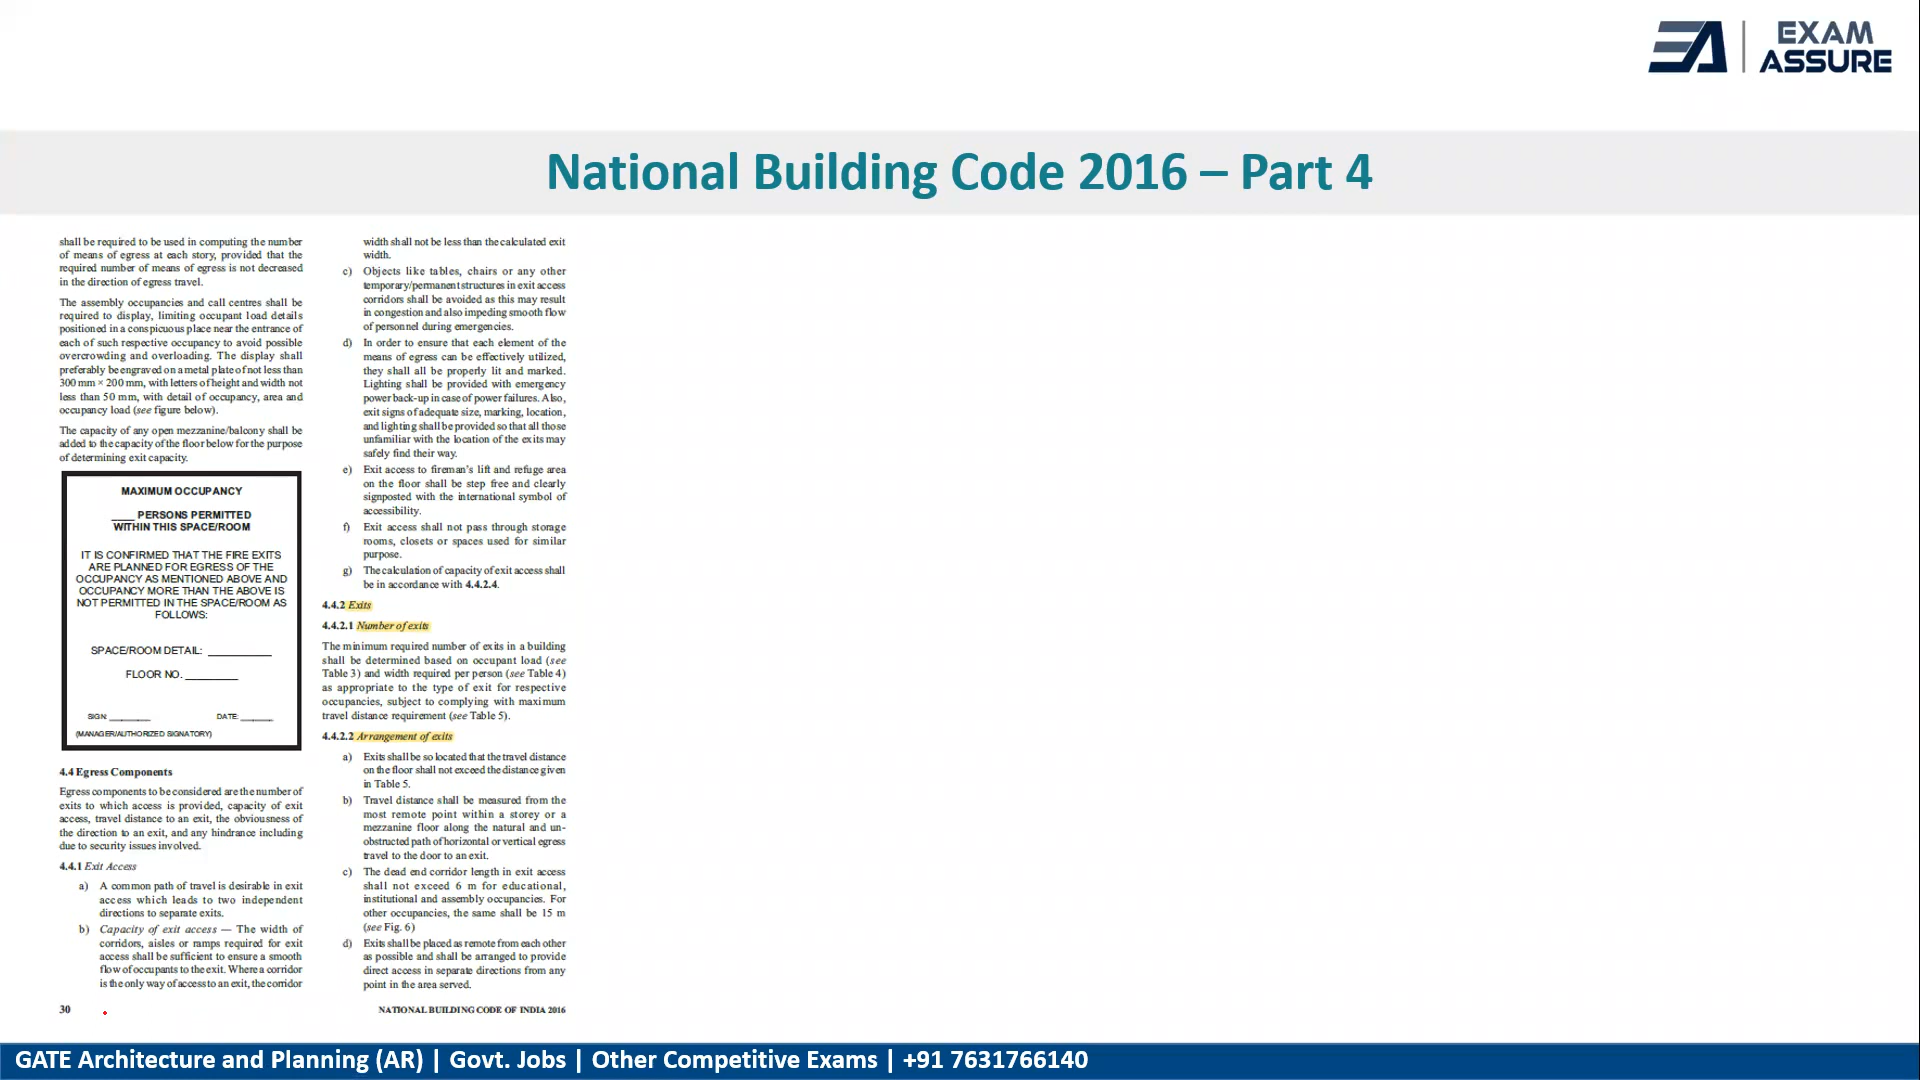 EXAM
ASSURE
National Building Code 2016 – Part 4
shall be required to be used in computing the number
of means of egress at each story, provided that the
required number of means of egress is not decreased
in the direction of egress travel.
The assembly occupancies and call centres shall be
required to display, limiting occupant load details
positioned in a conspicuous place near the entrance of
each of such respective occupancy to avoid possible
overcrowding and overloading. The display shall
preferably be engraved on a metal plate of not less than
300 mm × 200 mm, with letters of height and width not
less than 50 mm, with detail of occupancy, area and
occupancy load (see figure below).
The capacity of any open mezzanine/balcony shall be
added to the capacity of the floor below for the purpose
of determining exit capacity.
MAXIMUM OCCUPANCY
____ PERSONS PERMITTED
WITHIN THIS SPACE/ROOM
IT IS CONFIRMED THAT THE FIRE EXITS
ARE PLANNED FOR EGRESS OF THE
OCCUPANCY AS MENTIONED ABOVE AND
OCCUPANCY MORE THAN THE ABOVE IS
NOT PERMITTED IN THE SPACE/ROOM AS
FOLLOWS:
SPACE/ROOM DETAIL: ___________
FLOOR NO. _________
SIGN: _________ DATE: _______
(MANAGER/AUTHORIZED SIGNATORY)
4.4 Egress Components
Egress components to be considered are the number of
exits to which access is provided, capacity of exit
access, travel distance to an exit, the obviousness of
the direction to an exit, and any hindrance including
due to security issues involved.
4.4.1 Exit Access
a) A common path of travel is desirable in exit
access which leads to two independent
directions to separate exits.
b) Capacity of exit access — The width of
corridors, aisles or ramps required for exit
access shall be sufficient to ensure a smooth
flow of occupants to the exit. Where a corridor
is the only way of access to an exit, the corridor
width shall not be less than the calculated exit
width.
c) Objects like tables, chairs or any other
temporary/permanent structures in exit access
corridors shall be avoided as this may result
in congestion and also impeding smooth flow
of personnel during emergencies.
d) In order to ensure that each element of the
means of egress can be effectively utilized,
they shall all be properly lit and marked.
Lighting shall be provided with emergency
power back-up in case of power failures. Also,
exit signs of adequate size, marking, location,
and lighting shall be provided so that all those
unfamiliar with the location of the exits may
safely find their way.
e) Exit access to fireman's lift and refuge area
on the floor shall be step free and clearly
signposted with the international symbol of
accessibility.
f) Exit access shall not pass through storage
rooms, closets or spaces used for similar
purpose.
g) The calculation of capacity of exit access shall
be in accordance with 4.4.2.4.
4.4.2 Exits
4.4.2.1 Number of exits
The minimum required number of exits in a building
shall be determined based on occupant load (see
Table 3) and width required per person (see Table 4)
as appropriate to the type of exit for respective
occupancies, subject to complying with maximum
travel distance requirement (see Table 5).
4.4.2.2 Arrangement of exits
a) Exits shall be so located that the travel distance
on the floor shall not exceed the distance given
in Table 5.
b) Travel distance shall be measured from the
most remote point within a storey or a
mezzanine floor along the natural and un-
obstructed path of horizontal or vertical egress
travel to the door to an exit.
c) The dead end corridor length in exit access
shall not exceed 6 m for educational,
institutional and assembly occupancies. For
other occupancies, the same shall be 15 m
(see Fig. 6)
d) Exits shall be placed as remote from each other
as possible and shall be arranged to provide
direct access in separate directions from any
point in the area served.
30 NATIONAL BUILDING CODE OF INDIA 2016
GATE Architecture and Planning (AR) | Govt. Jobs | Other Competitive Exams | +91 7631766140